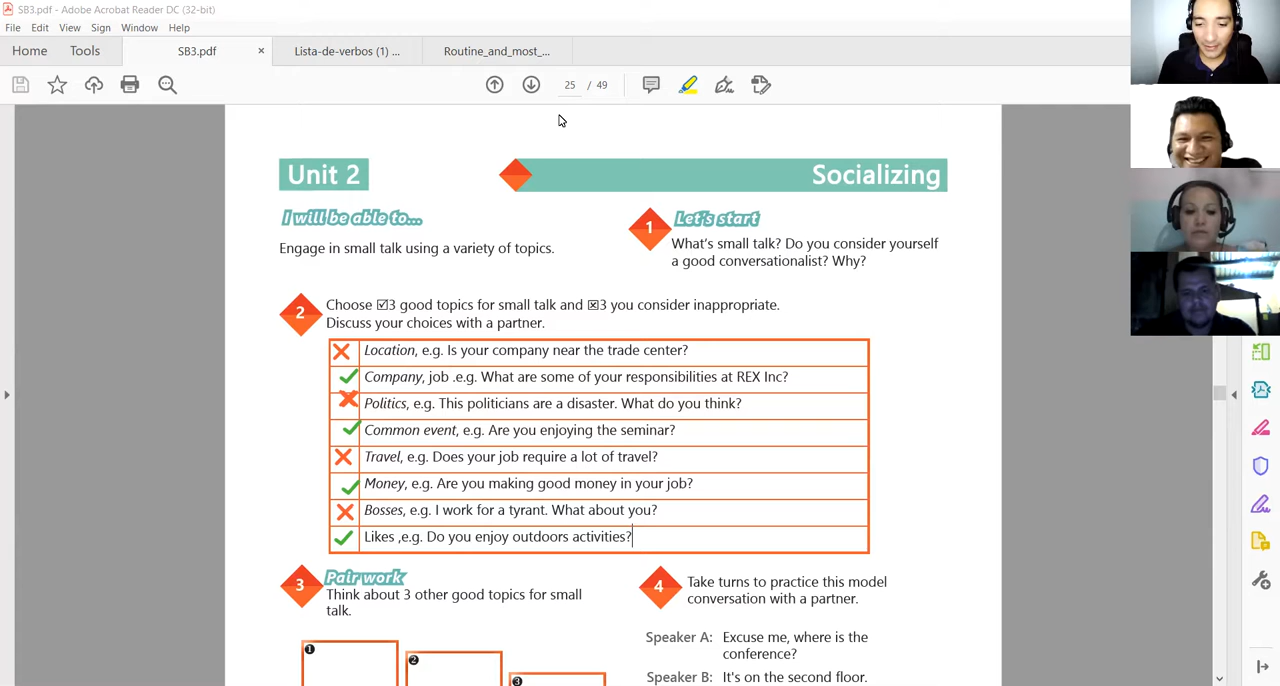 SB3.pdf - Adobe Acrobat Reader DC (32-bit)
File Edit View Sign Window Help
Home Tools SB3.pdf × Lista-de-verbos (1) ... Routine_and_most_...
25 / 49
Unit 2 Socializing
I will be able to...
Engage in small talk using a variety of topics.
1 Let's start
What's small talk? Do you consider yourself
a good conversationalist? Why?
2 Choose ☑3 good topics for small talk and ☒3 you consider inappropriate.
Discuss your choices with a partner.
Location, e.g. Is your company near the trade center?
Company, job .e.g. What are some of your responsibilities at REX Inc?
Politics, e.g. This politicians are a disaster. What do you think?
Common event, e.g. Are you enjoying the seminar?
Travel, e.g. Does your job require a lot of travel?
Money, e.g. Are you making good money in your job?
Bosses, e.g. I work for a tyrant. What about you?
Likes ,e.g. Do you enjoy outdoors activities?
3 Pair work
Think about 3 other good topics for small
talk.
1
2
3
4 Take turns to practice this model
conversation with a partner.
Speaker A: Excuse me, where is the
conference?
Speaker B: It's on the second floor.